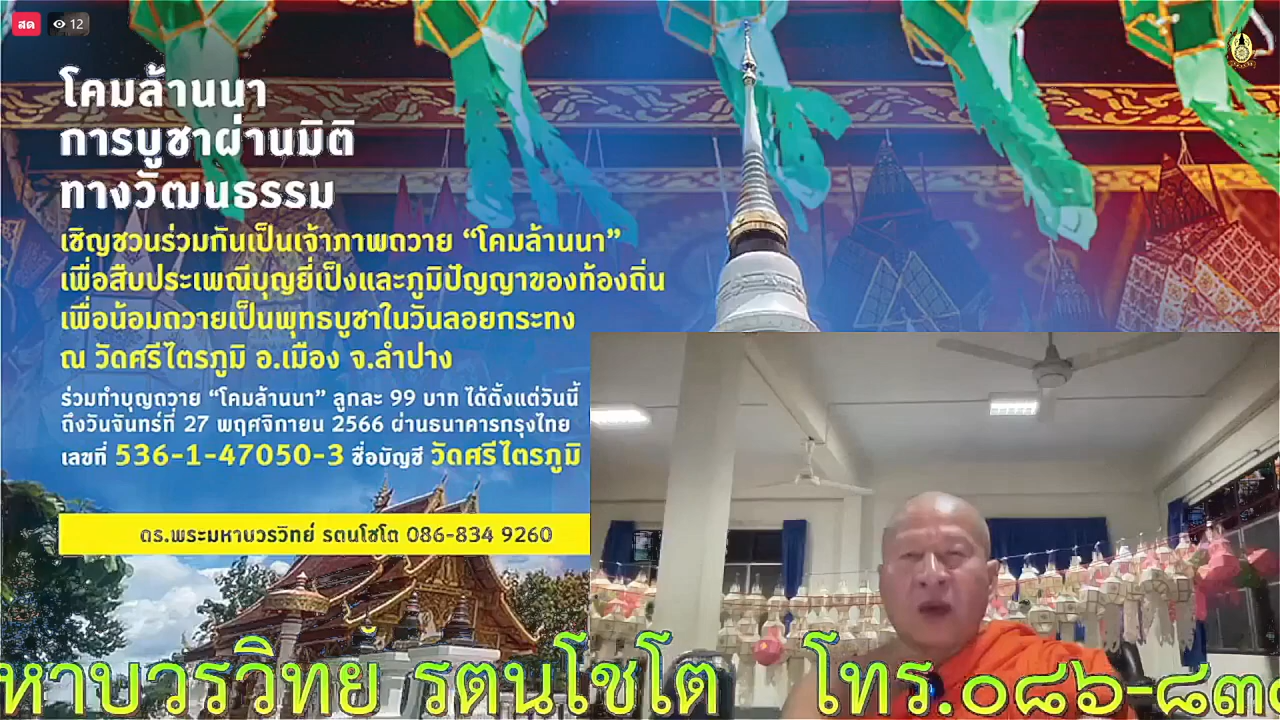 สด 12
โคมล้านนา
การบูชาผ่านมิติ
ทางวัฒนธรรม
เชิญชวนร่วมกันเป็นเจ้าภาพถวาย “โคมล้านนา”
เพื่อสืบประเพณีบุญยี่เป็งและภูมิปัญญาของท้องถิ่น
เพื่อน้อมถวายเป็นพุทธบูชาในวันลอยกระทง
ณ วัดศรีไตรภูมิ อ.เมือง จ.ลำปาง
ร่วมทำบุญถวาย “โคมล้านนา” ลูกละ 99 บาท ได้ตั้งแต่วันนี้
ถึงวันจันทร์ที่ 27 พฤศจิกายน 2566 ผ่านธนาคารกรุงไทย
เลขที่ 536-1-47050-3 ชื่อบัญชี วัดศรีไตรภูมิ
ดร.พระมหาบวรวิทย์ รตนโชโต 086-834 9260
หาบวรวิทย์ รตนโชโต โทร.๐๘๖-๘๓๔